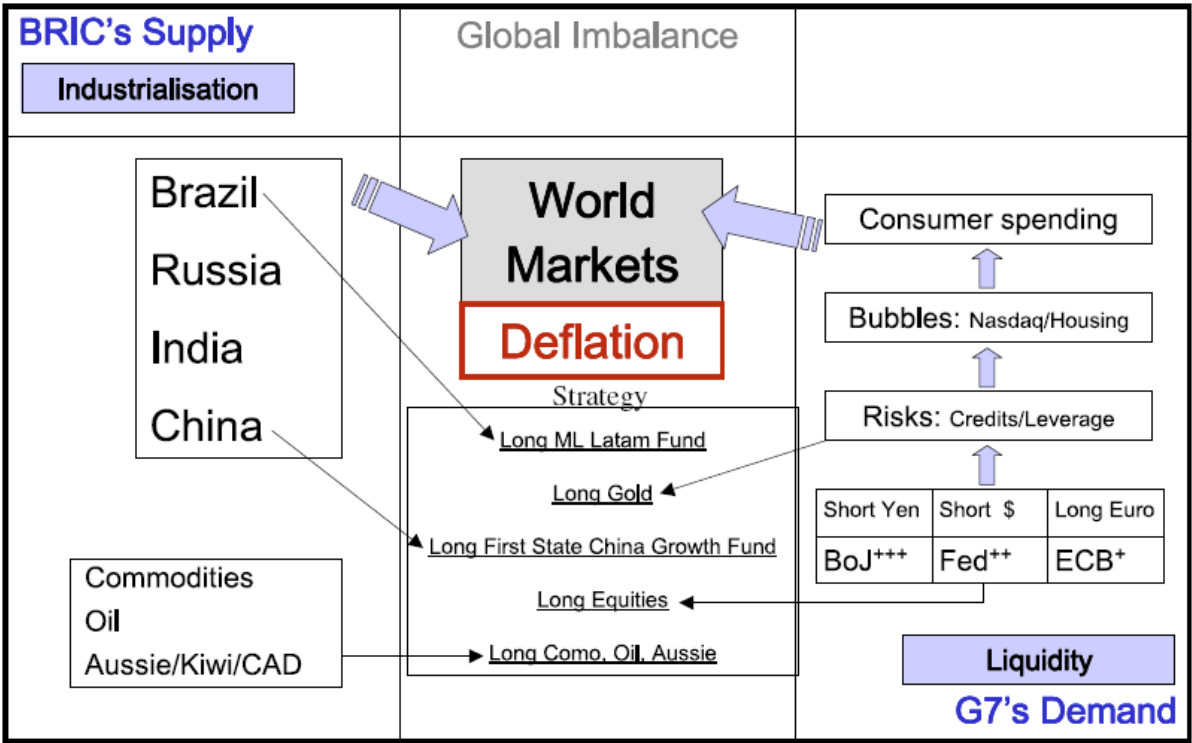 BRIC's Supply
Industrialisation
Global Imbalance
Brazil
Russia
India
China
Commodities
Oil
Aussie/Kiwi/CAD
World
Markets
Deflation
Strategy
Long ML Latam Fund
Long Gold
Long First State China Growth Fund
Long Equities
Long Como, Oil, Aussie
Consumer spending
Bubbles: Nasdaq/Housing
Risks: Credits/Leverage
Short Yen Short $ Long Euro
BoJ+++ Fed++ ECB+
Liquidity
G7's Demand